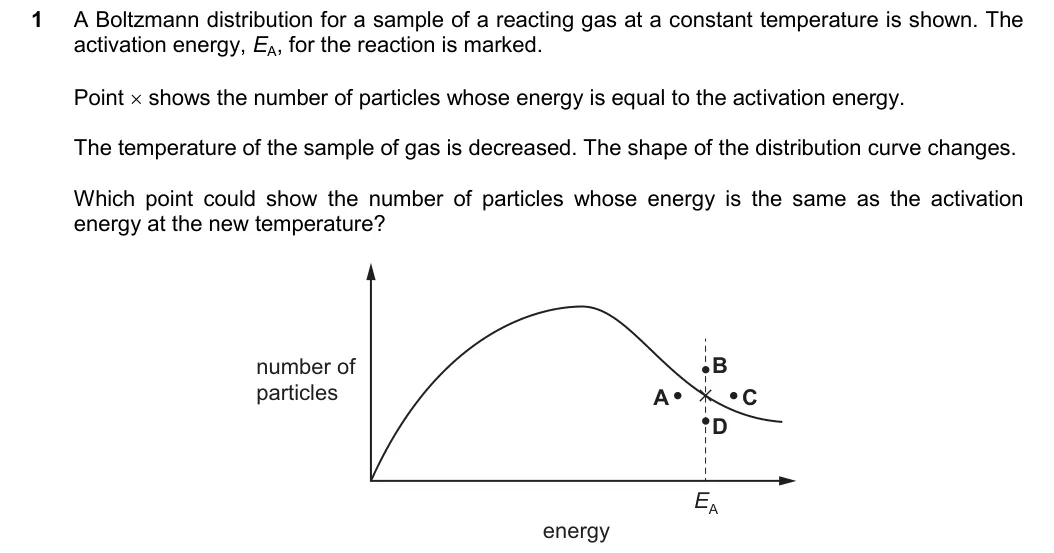 1 A Boltzmann distribution for a sample of a reacting gas at a constant temperature is shown. The
activation energy, EA, for the reaction is marked.
Point × shows the number of particles whose energy is equal to the activation energy.
The temperature of the sample of gas is decreased. The shape of the distribution curve changes.
Which point could show the number of particles whose energy is the same as the activation
energy at the new temperature?
number of
particles
B
A
C
D
EA
energy